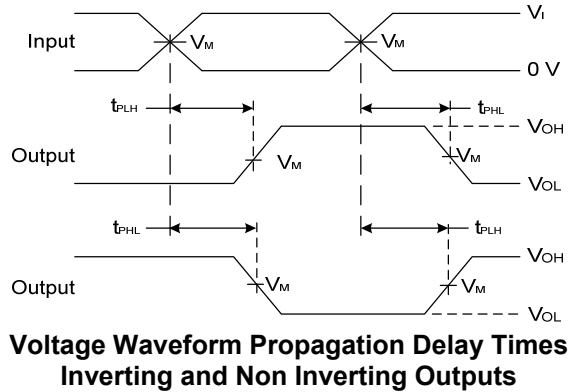 VI
Input
VM
VM
0 V
tPLH
tPHL
VOH
Output
VM
VM
VOL
tPHL
tPLH
VOH
Output
VM
VM
VOL
Voltage Waveform Propagation Delay Times
Inverting and Non Inverting Outputs